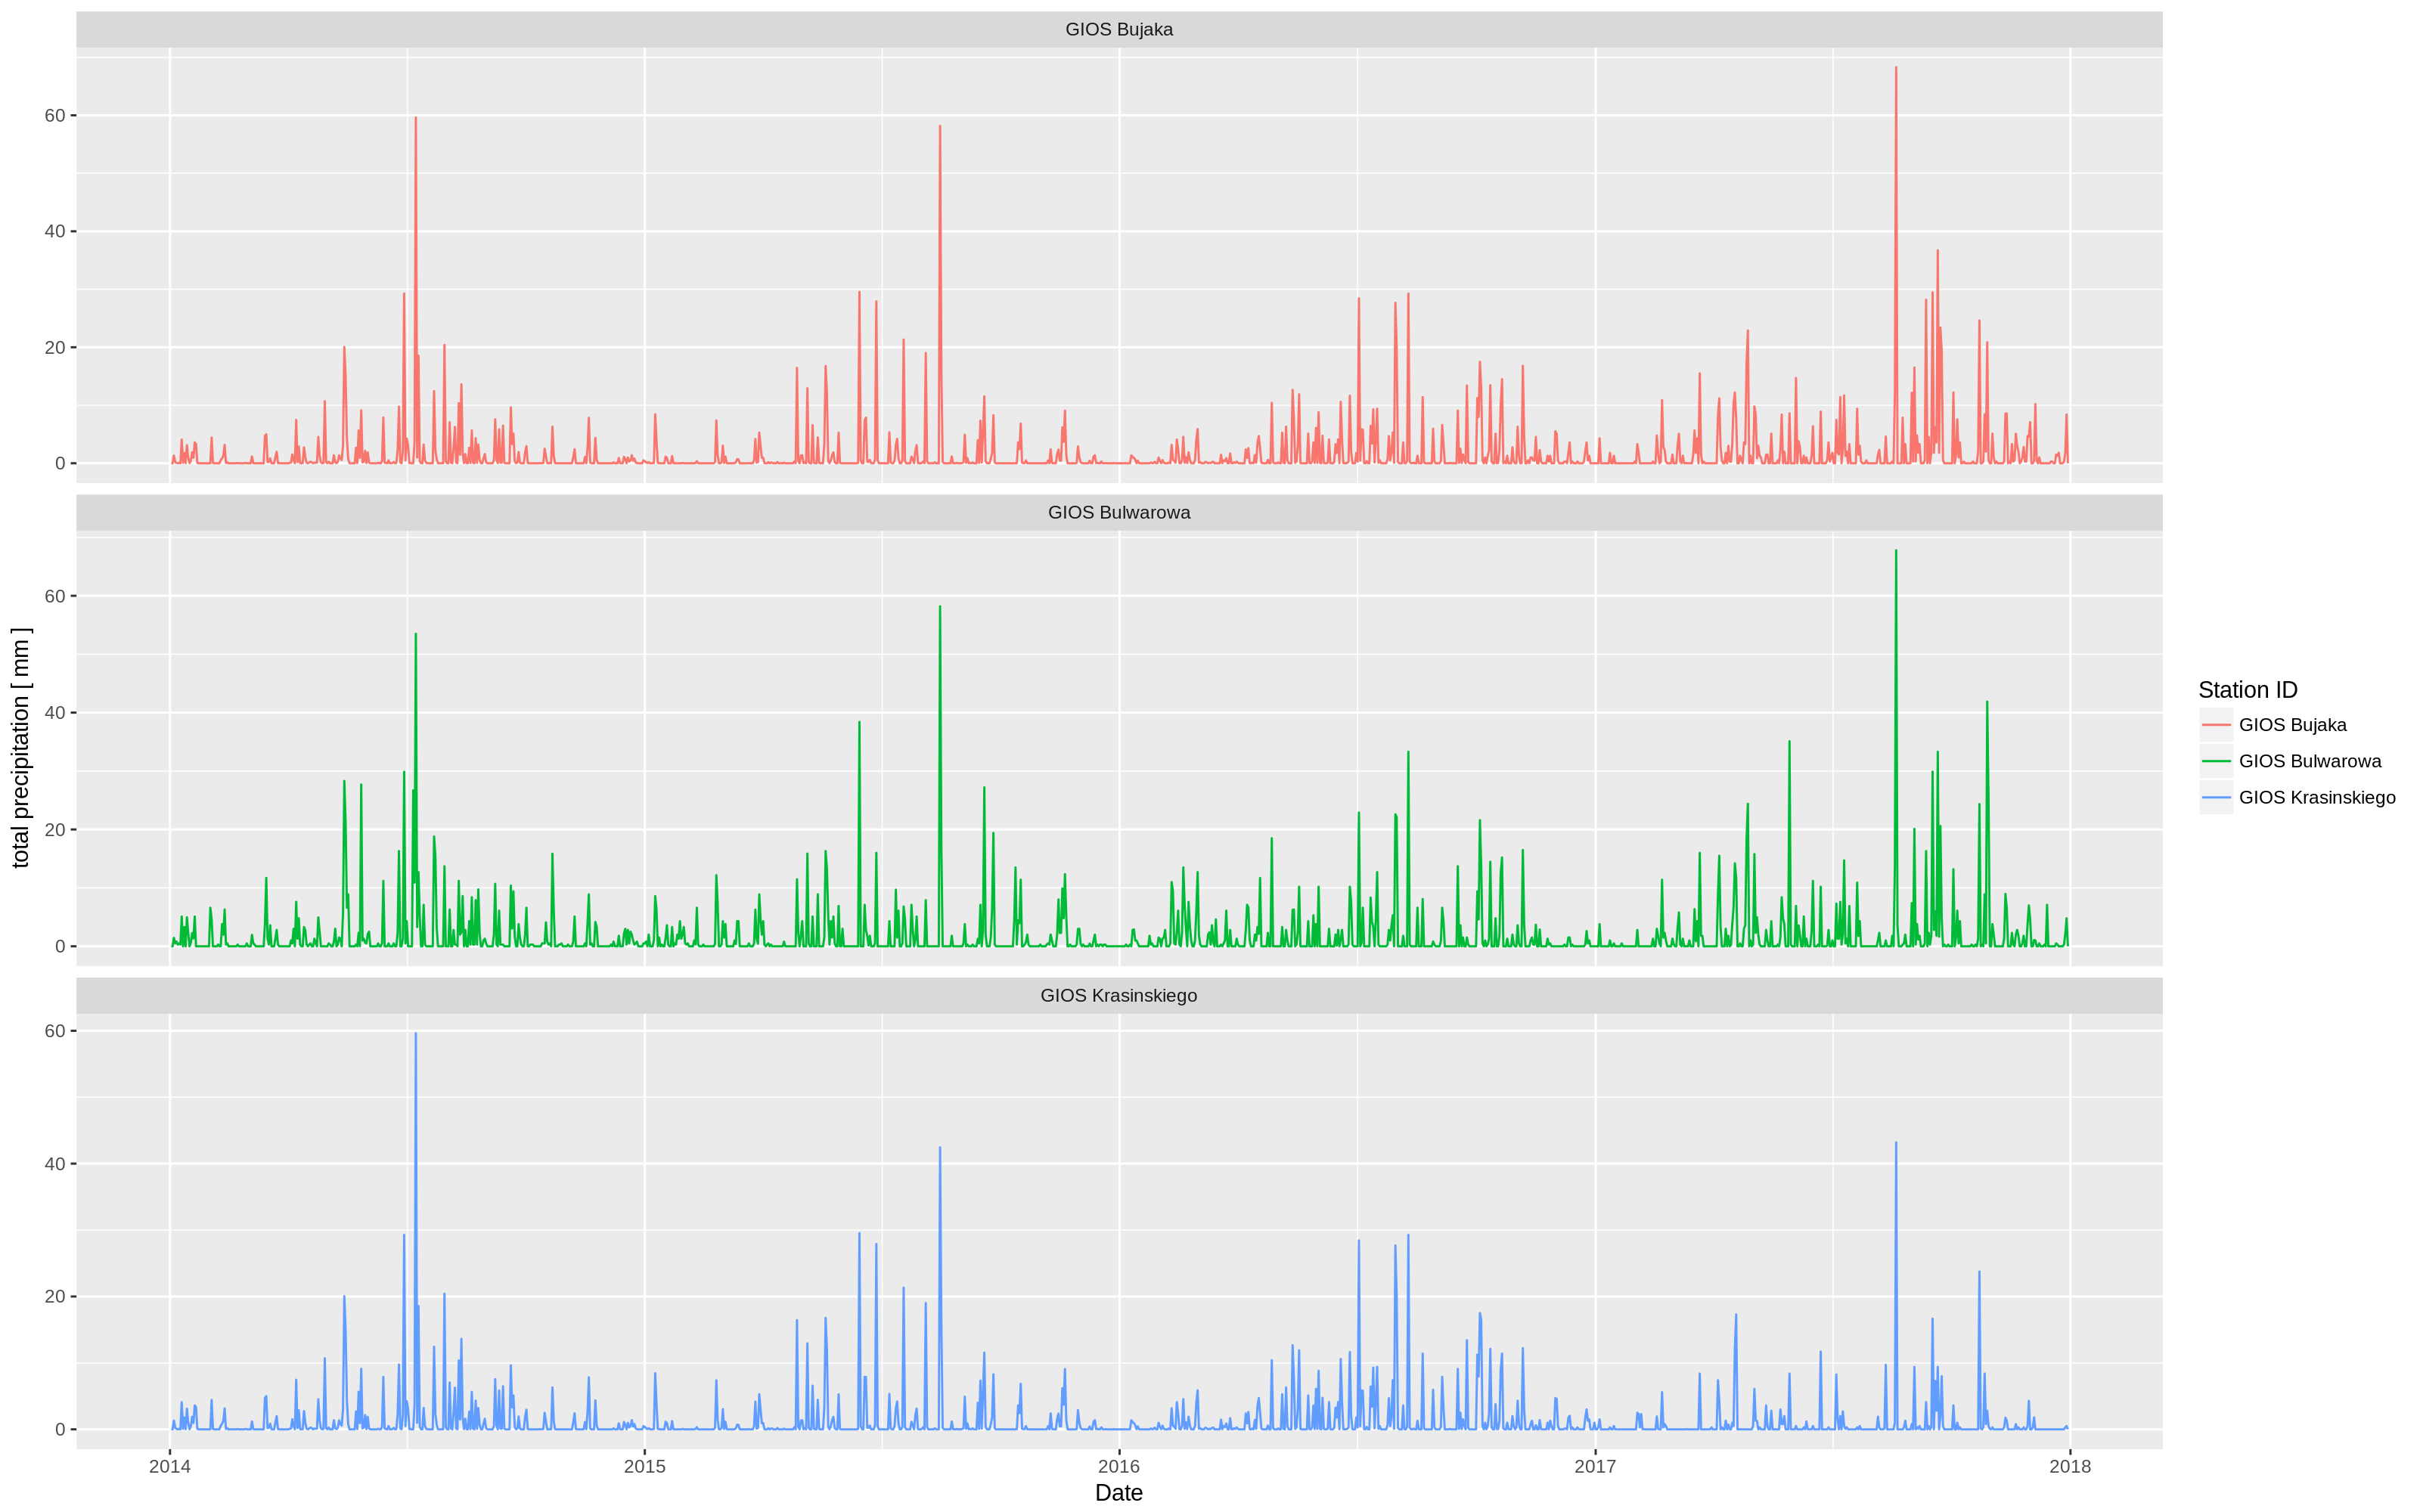 GIOS Bujaka
60
40
20
0
GIOS Bulwarowa
60
40
20
0
GIOS Krasinskiego
60
40
20
0
2014 2015 2016 2017 2018
Date
total precipitation [ mm ]
Station ID
GIOS Bujaka
GIOS Bulwarowa
GIOS Krasinskiego